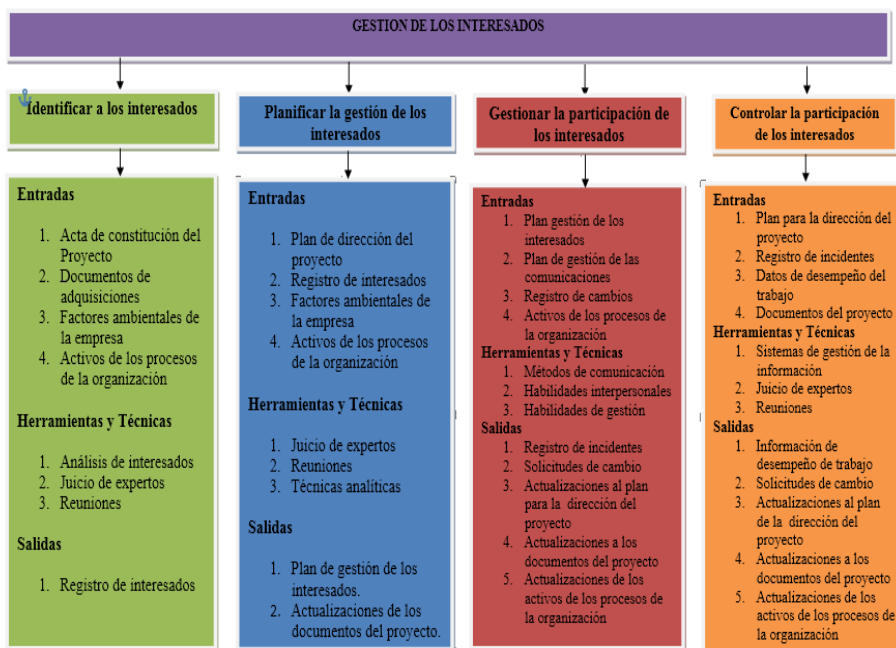 GESTION DE LOS INTERESADOS
Identificar a los interesados
Planificar la gestión de los
interesados
Gestionar la participación de
los interesados
Controlar la participación
de los interesados
Entradas
1. Acta de constitución del
Proyecto
2. Documentos de
adquisiciones
3. Factores ambientales de
la empresa
4. Activos de los procesos
de la organización
Herramientas y Técnicas
1. Análisis de interesados
2. Juicio de expertos
3. Reuniones
Salidas
1. Registro de interesados
Entradas
1. Plan de dirección del
proyecto
2. Registro de interesados
3. Factores ambientales de
la empresa
4. Activos de los procesos
de la organización
Herramientas y Técnicas
1. Juicio de expertos
2. Reuniones
3. Técnicas analíticas
Salidas
1. Plan de gestión de los
interesados.
2. Actualizaciones de los
documentos del proyecto.
Entradas
1. Plan gestión de los
interesados
2. Plan de gestión de las
comunicaciones
3. Registro de cambios
4. Activos de los procesos de
la organización
Herramientas y Técnicas
1. Métodos de comunicación
2. Habilidades interpersonales
3. Habilidades de gestión
Salidas
1. Registro de incidentes
2. Solicitudes de cambio
3. Actualizaciones al plan
para la dirección del
proyecto
4. Actualizaciones a los
documentos del proyecto
5. Actualizaciones de los
activos de los procesos de
la organización
Entradas
1. Plan para la dirección del
proyecto
2. Registro de incidentes
3. Datos de desempeño del
trabajo
4. Documentos del proyecto
Herramientas y Técnicas
1. Sistemas de gestión de la
información
2. Juicio de expertos
3. Reuniones
Salidas
1. Información de
desempeño de trabajo
2. Solicitudes de cambio
3. Actualizaciones al plan
de la dirección del
proyecto
4. Actualizaciones a los
documentos del proyecto
5. Actualizaciones de los
activos de los procesos de
la organización